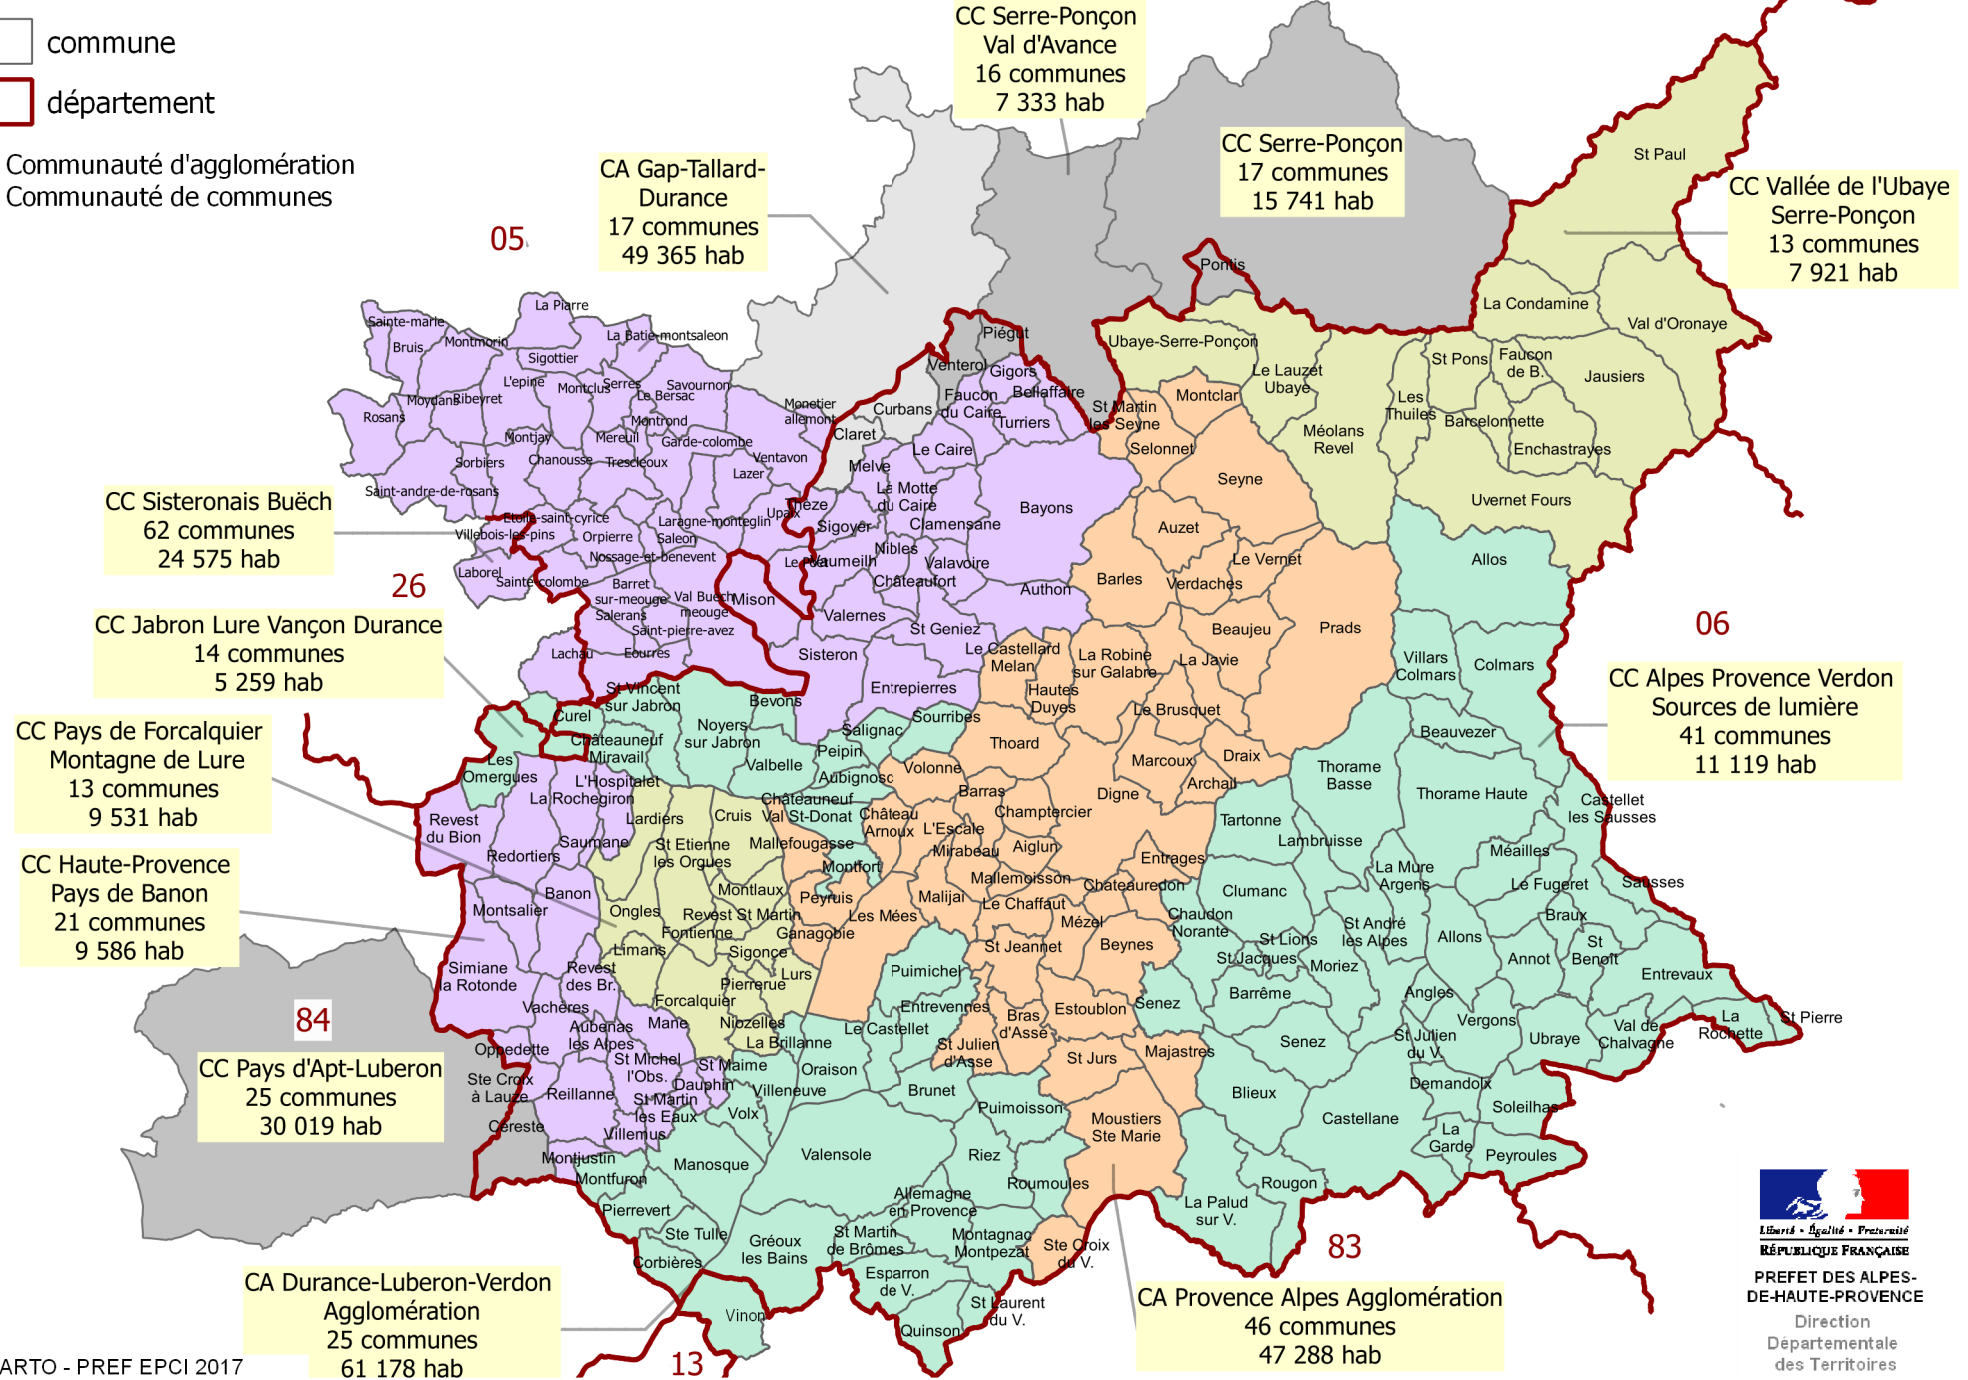 commune
département
Communauté d'agglomération
Communauté de communes
CC Serre-Ponçon
Val d'Avance
16 communes
7 333 hab
CC Serre-Ponçon
17 communes
15 741 hab
CA Gap-Tallard-
Durance
17 communes
49 365 hab
CC Vallée de l'Ubaye
Serre-Ponçon
13 communes
7 921 hab
05
CC Sisteronais Buëch
62 communes
24 575 hab
26
CC Jabron Lure Vançon Durance
14 communes
5 259 hab
CC Pays de Forcalquier
Montagne de Lure
13 communes
9 531 hab
CC Haute-Provence
Pays de Banon
21 communes
9 586 hab
84
CC Pays d'Apt-Luberon
25 communes
30 019 hab
CA Durance-Luberon-Verdon
Agglomération
25 communes
61 178 hab
13
CA Provence Alpes Agglomération
46 communes
47 288 hab
83
06
CC Alpes Provence Verdon
Sources de lumière
41 communes
11 119 hab
St Paul
Pontis
La Condamine
Val d'Oronaye
Ubaye-Serre-Ponçon
Le Lauzet
Ubaye
St Pons
Faucon
de B.
Jausiers
Les
Thuiles
Barcelonnette
Enchastrayes
Méolans
Revel
Uvernet Fours
La Piarre
Sainte-marie
Bruis
Montmorin
La Batie-montsaleon
Sigottier
L'epine
Montclus
Serres
Savournon
Le Bersac
Moydans
Ribeyret
Rosans
Montrond
Monetier
allemont
Montjay
Mereuil
Garde-colombe
Sorbiers
Chanousse
Trescleoux
Ventavon
Lazer
Saint-andre-de-rosans
Upaix
Etoile-saint-cyrice
Laragne-monteglin
Villebois-les-pins
Orpierre
Saleon
Nossage-et-benevent
Le Poët
Laborel
Sainte-colombe
Barret
sur-meouge
Val Buech
meouge
Mison
Salerans
Saint-pierre-avez
Lachau
Eourres
Piégut
Venterol
Gigors
Bellaffaire
Faucon
du Caire
Curbans
Turriers
Claret
Le Caire
Melve
La Motte
du Caire
Thèze
Sigoyer
Clamensane
Bayons
Nibles
Vaumeilh
Valavoire
Châteaufort
Authon
Valernes
St Geniez
Sisteron
Entrepierres
St Martin
les Seyne
Montclar
Selonnet
Seyne
Auzet
Le Vernet
Barles
Verdaches
Beaujeu
Prads
Le Castellard
Melan
La Robine
sur Galabre
La Javie
Hautes
Duyes
Le Brusquet
Thoard
Marcoux
Draix
Archail
Volonne
Barras
Digne
Champtercier
Château
Arnoux
L'Escale
Mirabeau
Aiglun
Entrages
Mallemoisson
Chateauredon
Malijai
Le Chaffaut
Mézel
Mallefougasse
Peyruis
Les Mées
Ganagobie
St Jeannet
Beynes
Bras
d'Asse
Estoublon
St Julien
d'Asse
St Jurs
Majastres
Moustiers
Ste Marie
Ste Croix
du V.
St Vincent
sur Jabron
Bevons
Curel
Noyers
sur Jabron
Châteauneuf
Miravail
Valbelle
Les
Omergues
Salignac
Sourribes
Peipin
Aubignosc
Châteauneuf
Val St-Donat
Montfort
L'Hospitalet
La Rochegiron
Revest
du Bion
Saumane
Redortiers
Banon
Montsalier
Simiane
la Rotonde
Revest
des Br.
Vachères
Aubenas
les Alpes
Mane
Oppedette
St Michel
l'Obs.
Ste Croix
à Lauze
Reillanne
Dauphin
St Martin
les Eaux
Villemus
Céreste
Montjustin
Lardiers
Cruis
St Etienne
les Orgues
Montlaux
Ongles
Revest St Martin
Fontienne
Limans
Sigonce
Lurs
Pierrerue
Forcalquier
Niozelles
La Brillanne
St Maime
Villeneuve
Volx
Manosque
Montfuron
Pierrevert
Ste Tulle
Corbières
Gréoux
les Bains
Vinon
Valensole
Oraison
Le Castellet
Puimichel
Entrevennes
Brunet
Puimoisson
Riez
Roumoules
Allemagne
en Provence
St Martin
de Brômes
Montagnac
Montpezat
Esparron
de V.
St Laurent
du V.
Quinson
Allos
Villars
Colmars
Colmars
Beauvezer
Thorame
Basse
Thorame Haute
Castellet
les Sausses
Tartonne
Lambruisse
Méailles
La Mure
Argens
Le Fugeret
Sausses
Clumanc
Braux
Chaudon
Norante
St André
les Alpes
Allons
St
Benoît
St Lions
St Jacques
Annot
Entrevaux
Moriez
Barrême
Angles
Senez
Vergons
La
Rochette
St Pierre
Val de
Chalvagne
Ubraye
Senez
St Julien
du V.
Demandolx
Blieux
Castellane
Soleilhas
La
Garde
Peyroules
Rougon
La Palud
sur V.
Liberté • Égalité • Fraternité
RÉPUBLIQUE FRANÇAISE
PREFET DES ALPES-
DE-HAUTE-PROVENCE
Direction
Départementale
des Territoires
ARTO - PREF EPCI 2017